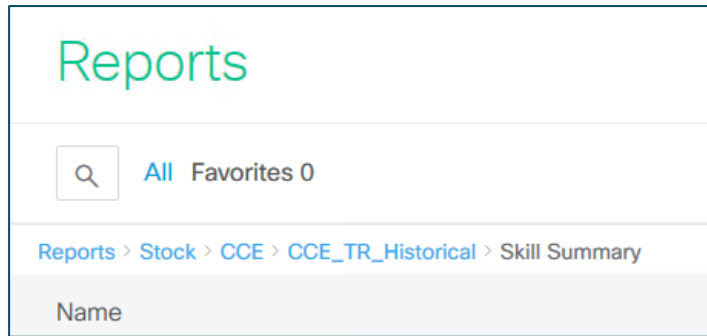 Reports
All Favorites 0
Reports > Stock > CCE > CCE_TR_Historical > Skill Summary
Name